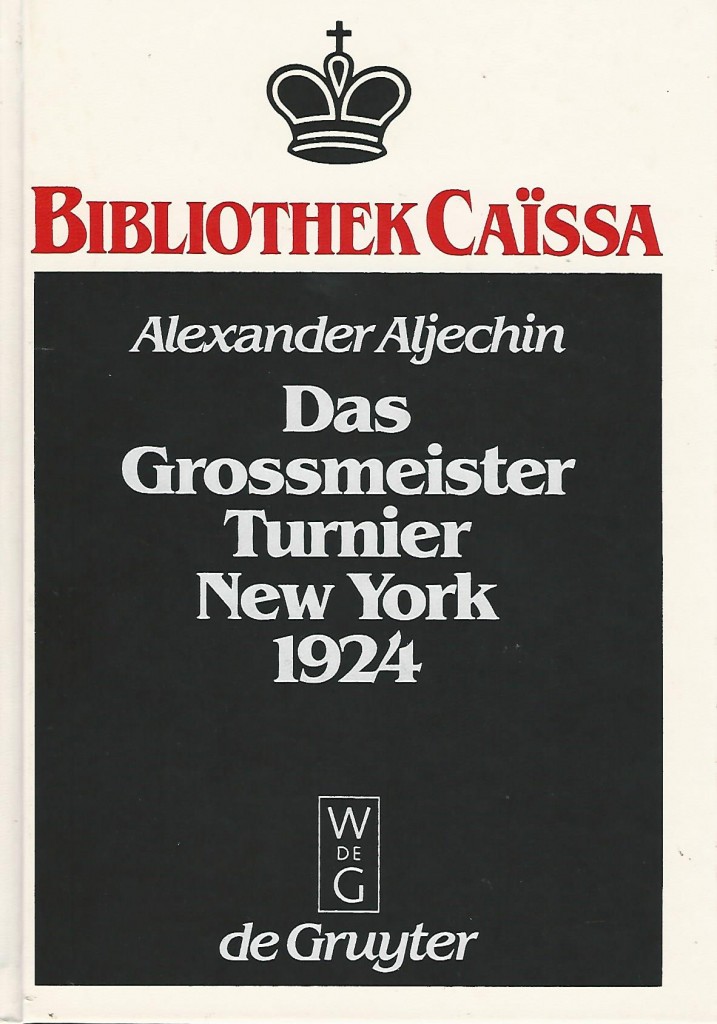 BIBLIOTHEK CAÏSSA
Alexander Aljechin
Das
Grossmeister
Turnier
New York
1924
W
DE
G
de Gruyter